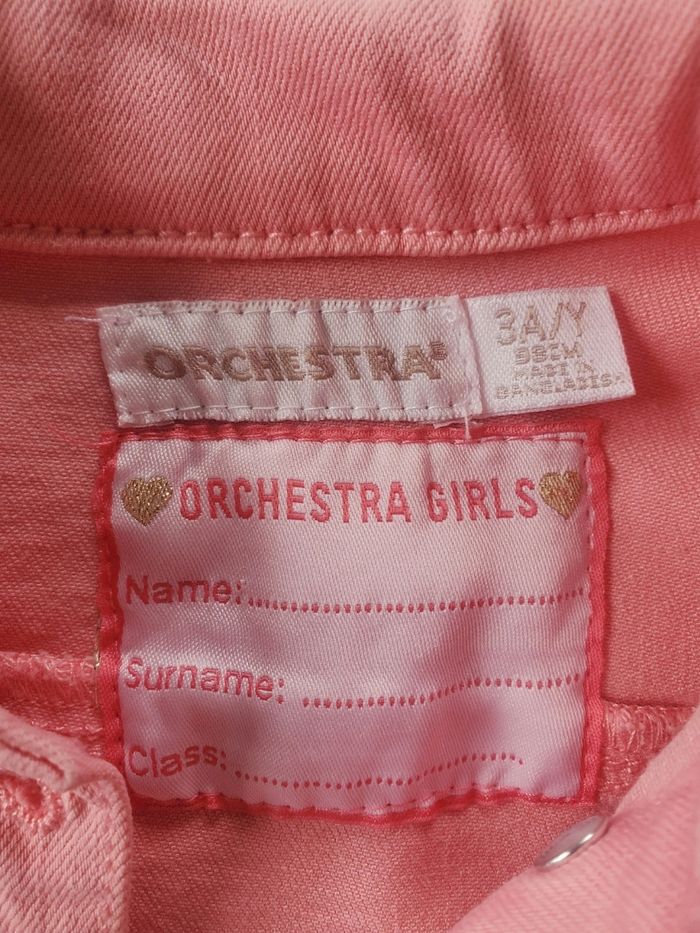 ORCHESTRA®
3A/Y
98CM
MADE IN
BANGLADESH
ORCHESTRA GIRLS
Name:..............................
Surname: ..............................
Class: ..............................